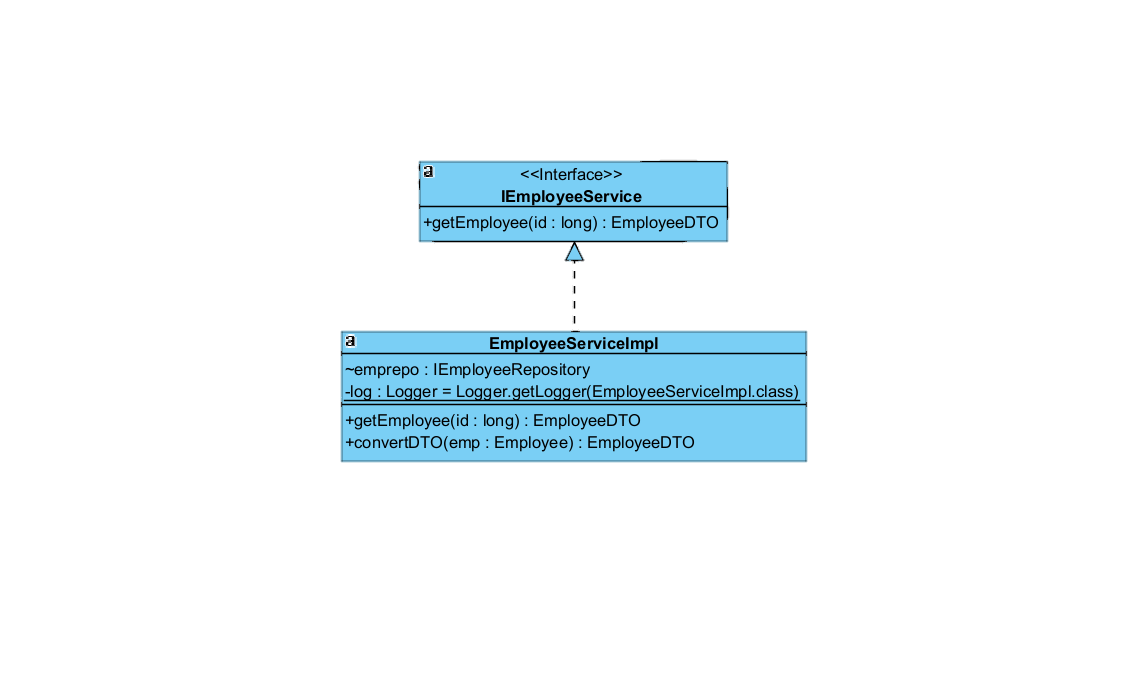 a
<<Interface>>
IEmployeeService
+getEmployee(id : long) : EmployeeDTO
a
EmployeeServiceImpl
~emprepo : IEmployeeRepository
-log : Logger = Logger.getLogger(EmployeeServiceImpl.class)
+getEmployee(id : long) : EmployeeDTO
+convertDTO(emp : Employee) : EmployeeDTO